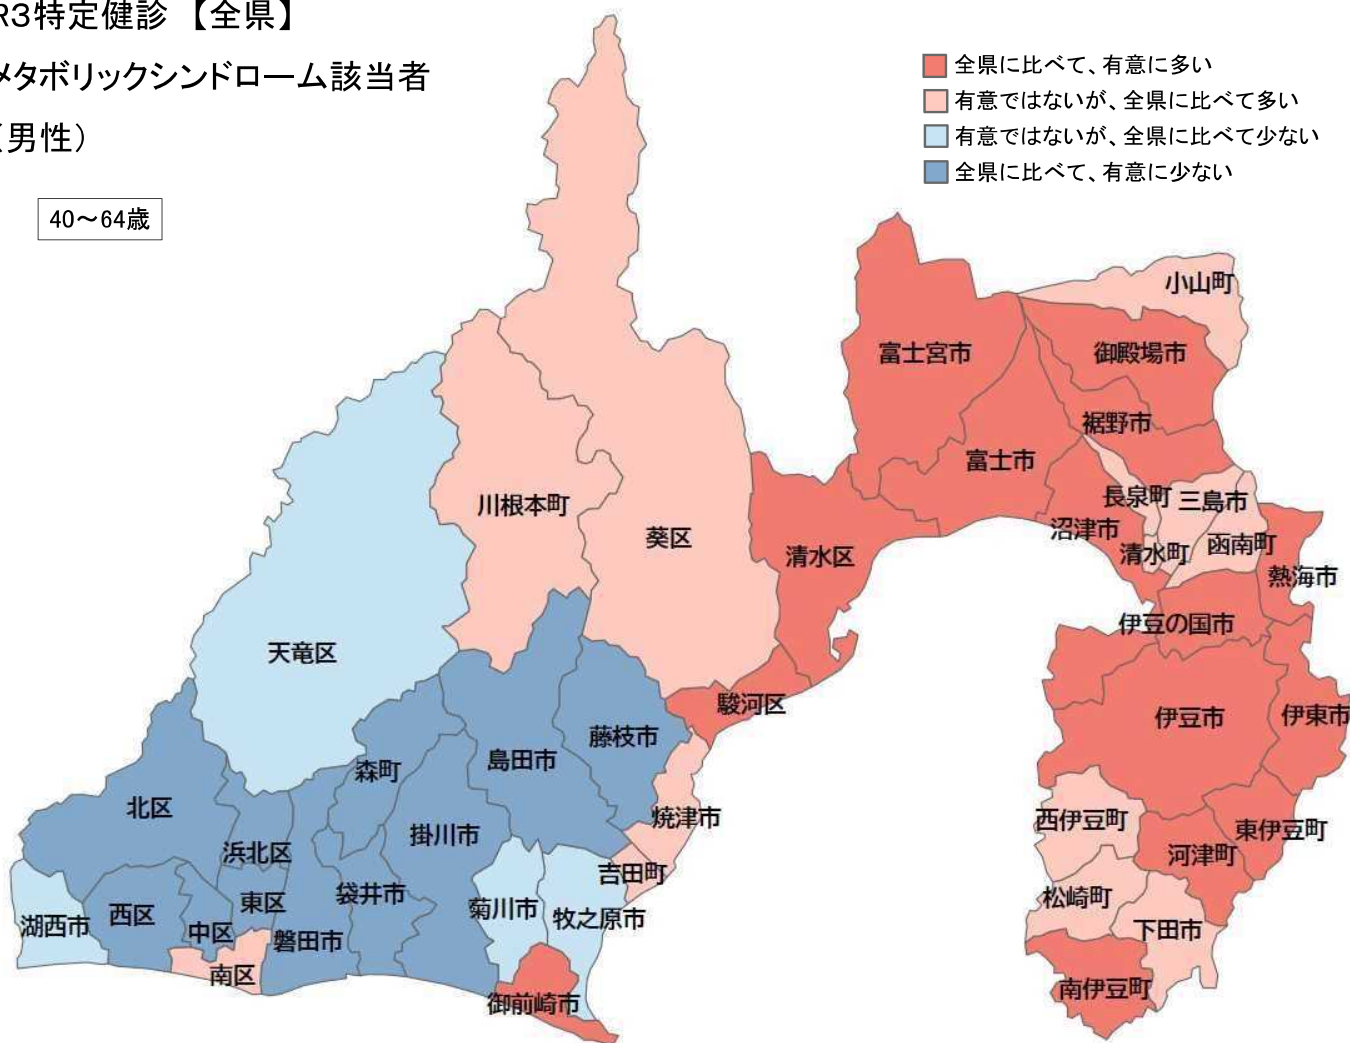 R3特定健診 【全県】
メタボリックシンドローム該当者
(男性)
40～64歳
全県に比べて、有意に多い
有意ではないが、全県に比べて多い
有意ではないが、全県に比べて少ない
全県に比べて、有意に少ない
小山町
富士宮市
御殿場市
裾野市
富士市
長泉町
三島市
川根本町
沼津市
葵区
清水区
清水町
函南町
熱海市
伊豆の国市
天竜区
駿河区
伊豆市
伊東市
藤枝市
島田市
森町
北区
焼津市
西伊豆町
東伊豆町
掛川市
浜北区
河津町
吉田町
袋井市
松崎町
東区
菊川市
西区
牧之原市
湖西市
中区
下田市
磐田市
南区
南伊豆町
御前崎市